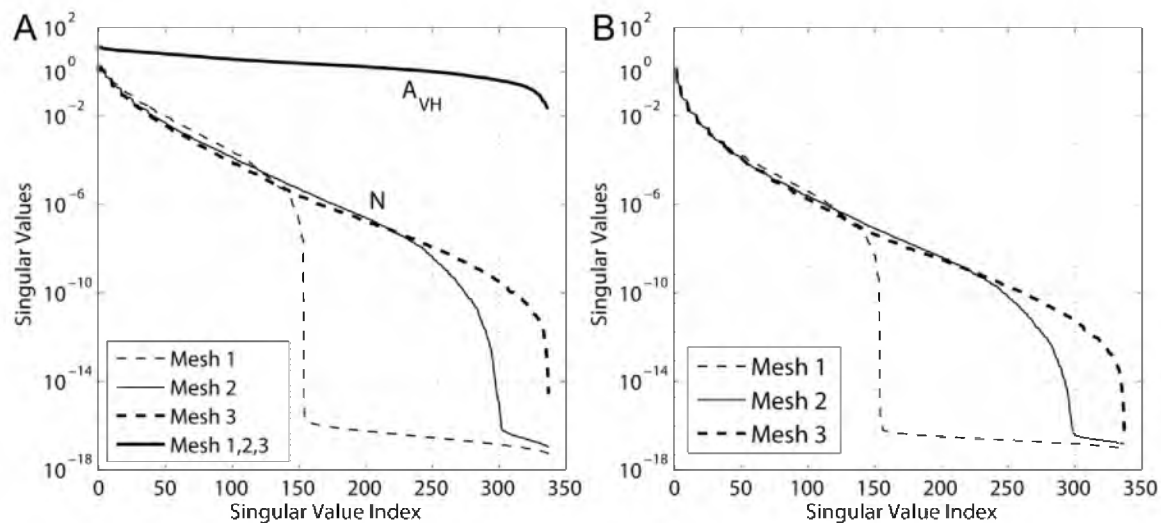 A
B
10^2
10^0
10^-2
10^-6
10^-10
10^-14
10^-18
Singular Values
A_VH
N
Mesh 1
Mesh 2
Mesh 3
Mesh 1,2,3
0 50 100 150 200 250 300 350
Singular Value Index
10^2
10^0
10^-2
10^-6
10^-10
10^-14
10^-18
Singular Values
Mesh 1
Mesh 2
Mesh 3
0 50 100 150 200 250 300 350
Singular Value Index